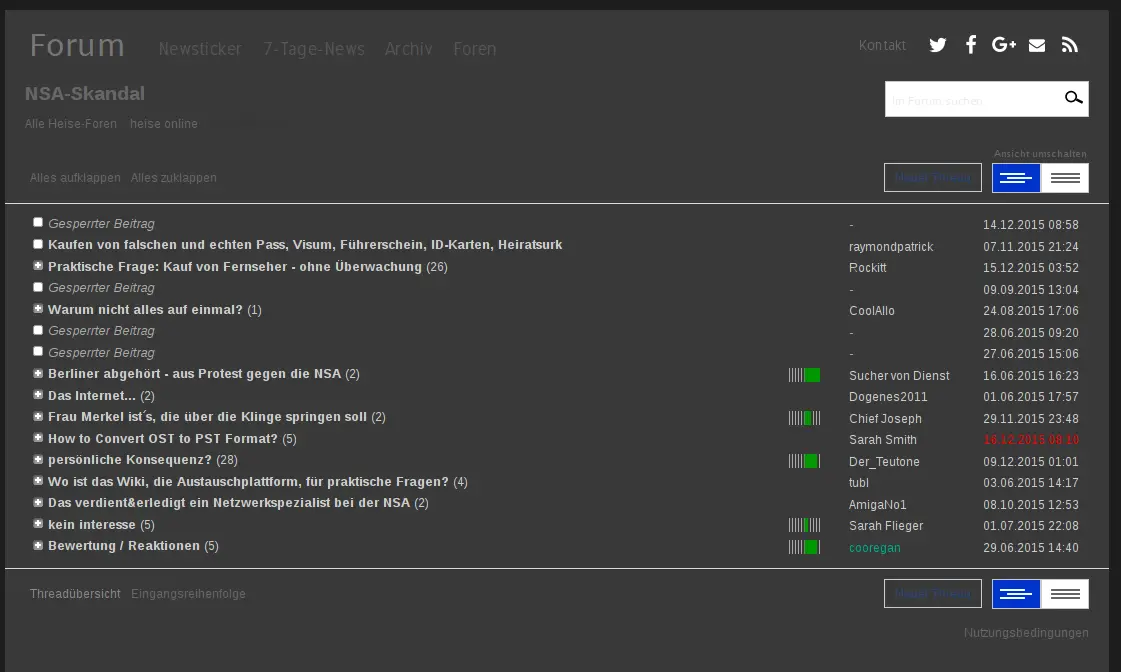 Forum Newsticker 7-Tage-News Archiv Foren Kontakt
NSA-Skandal
Im Forum suchen
Alle Heise-Foren heise online
Ansicht umschalten
Alles aufklappen Alles zuklappen
Gesperrter Beitrag - 14.12.2015 08:58
Kaufen von falschen und echten Pass, Visum, Führerschein, ID-Karten, Heiratsurk raymondpatrick 07.11.2015 21:24
Praktische Frage: Kauf von Fernseher - ohne Überwachung (26) Rockitt 15.12.2015 03:52
Gesperrter Beitrag - 09.09.2015 13:04
Warum nicht alles auf einmal? (1) CoolAllo 24.08.2015 17:06
Gesperrter Beitrag - 28.06.2015 09:20
Gesperrter Beitrag - 27.06.2015 15:06
Berliner abgehört - aus Protest gegen die NSA (2) Sucher von Dienst 16.06.2015 16:23
Das Internet... (2) Dogenes2011 01.06.2015 17:57
Frau Merkel ist´s, die über die Klinge springen soll (2) Chief Joseph 29.11.2015 23:48
How to Convert OST to PST Format? (5) Sarah Smith 16.12.2015 08:10
persönliche Konsequenz? (28) Der_Teutone 09.12.2015 01:01
Wo ist das Wiki, die Austauschplattform, für praktische Fragen? (4) tubl 03.06.2015 14:17
Das verdient&erledigt ein Netzwerkspezialist bei der NSA (2) AmigaNo1 08.10.2015 12:53
kein interesse (5) Sarah Flieger 01.07.2015 22:08
Bewertung / Reaktionen (5) cooregan 29.06.2015 14:40
Threadübersicht Eingangsreihenfolge
Nutzungsbedingungen